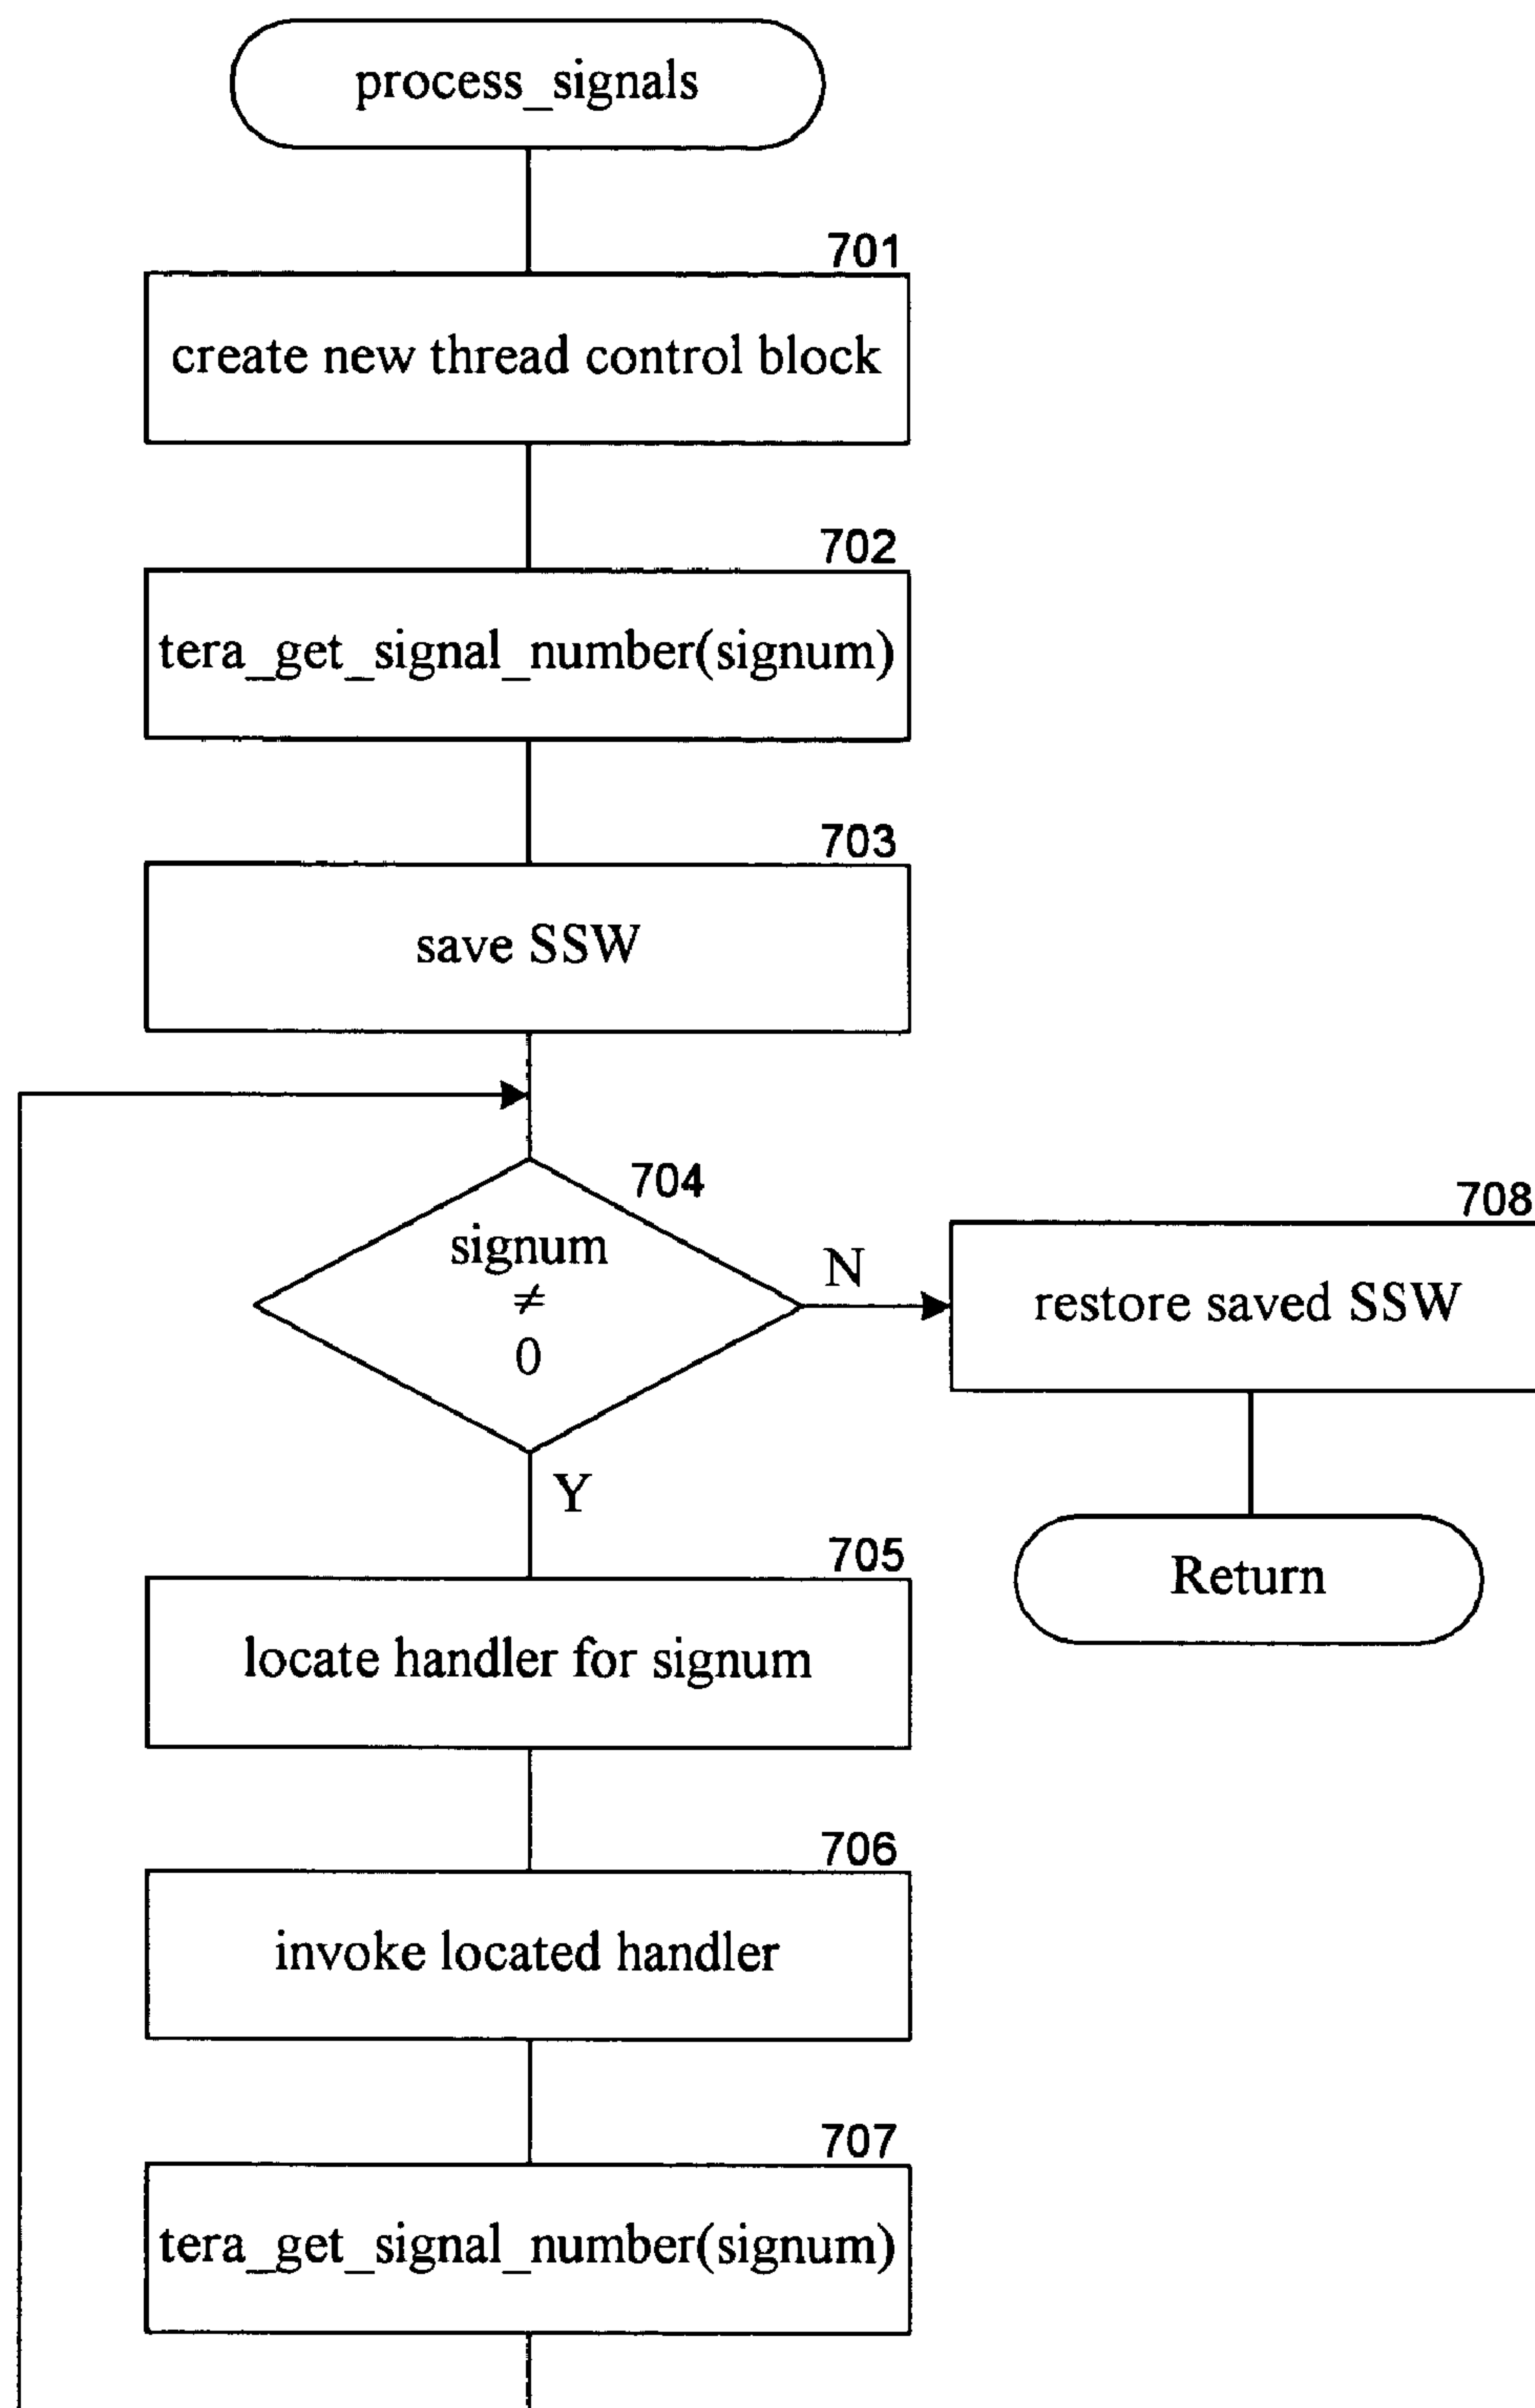 process_signals
701
create new thread control block
702
tera_get_signal_number(signum)
703
save SSW
704
signum
≠
0
N
708
restore saved SSW
Y
Return
705
locate handler for signum
706
invoke located handler
707
tera_get_signal_number(signum)